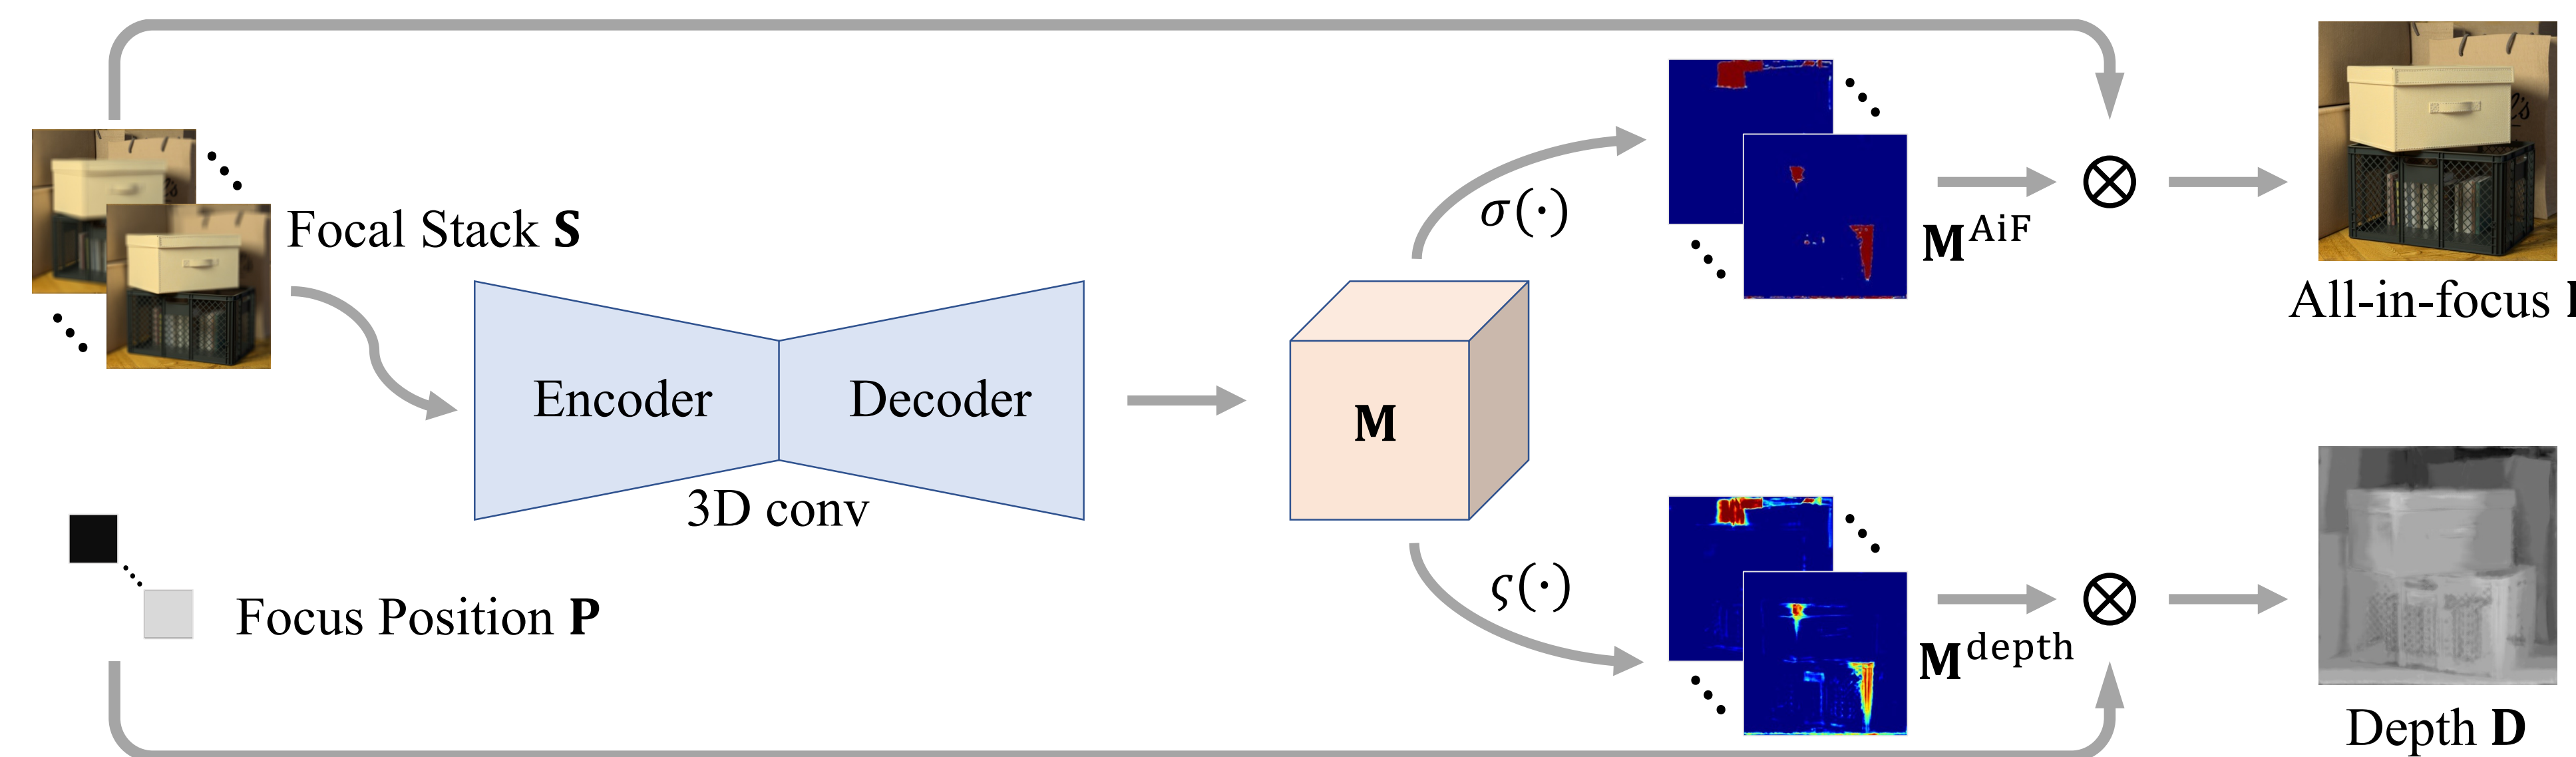 Focal Stack S
Encoder
Decoder
3D conv
M
σ(·)
M^AiF
⊗
All-in-focus I
Focus Position P
ς(·)
M^depth
⊗
Depth D